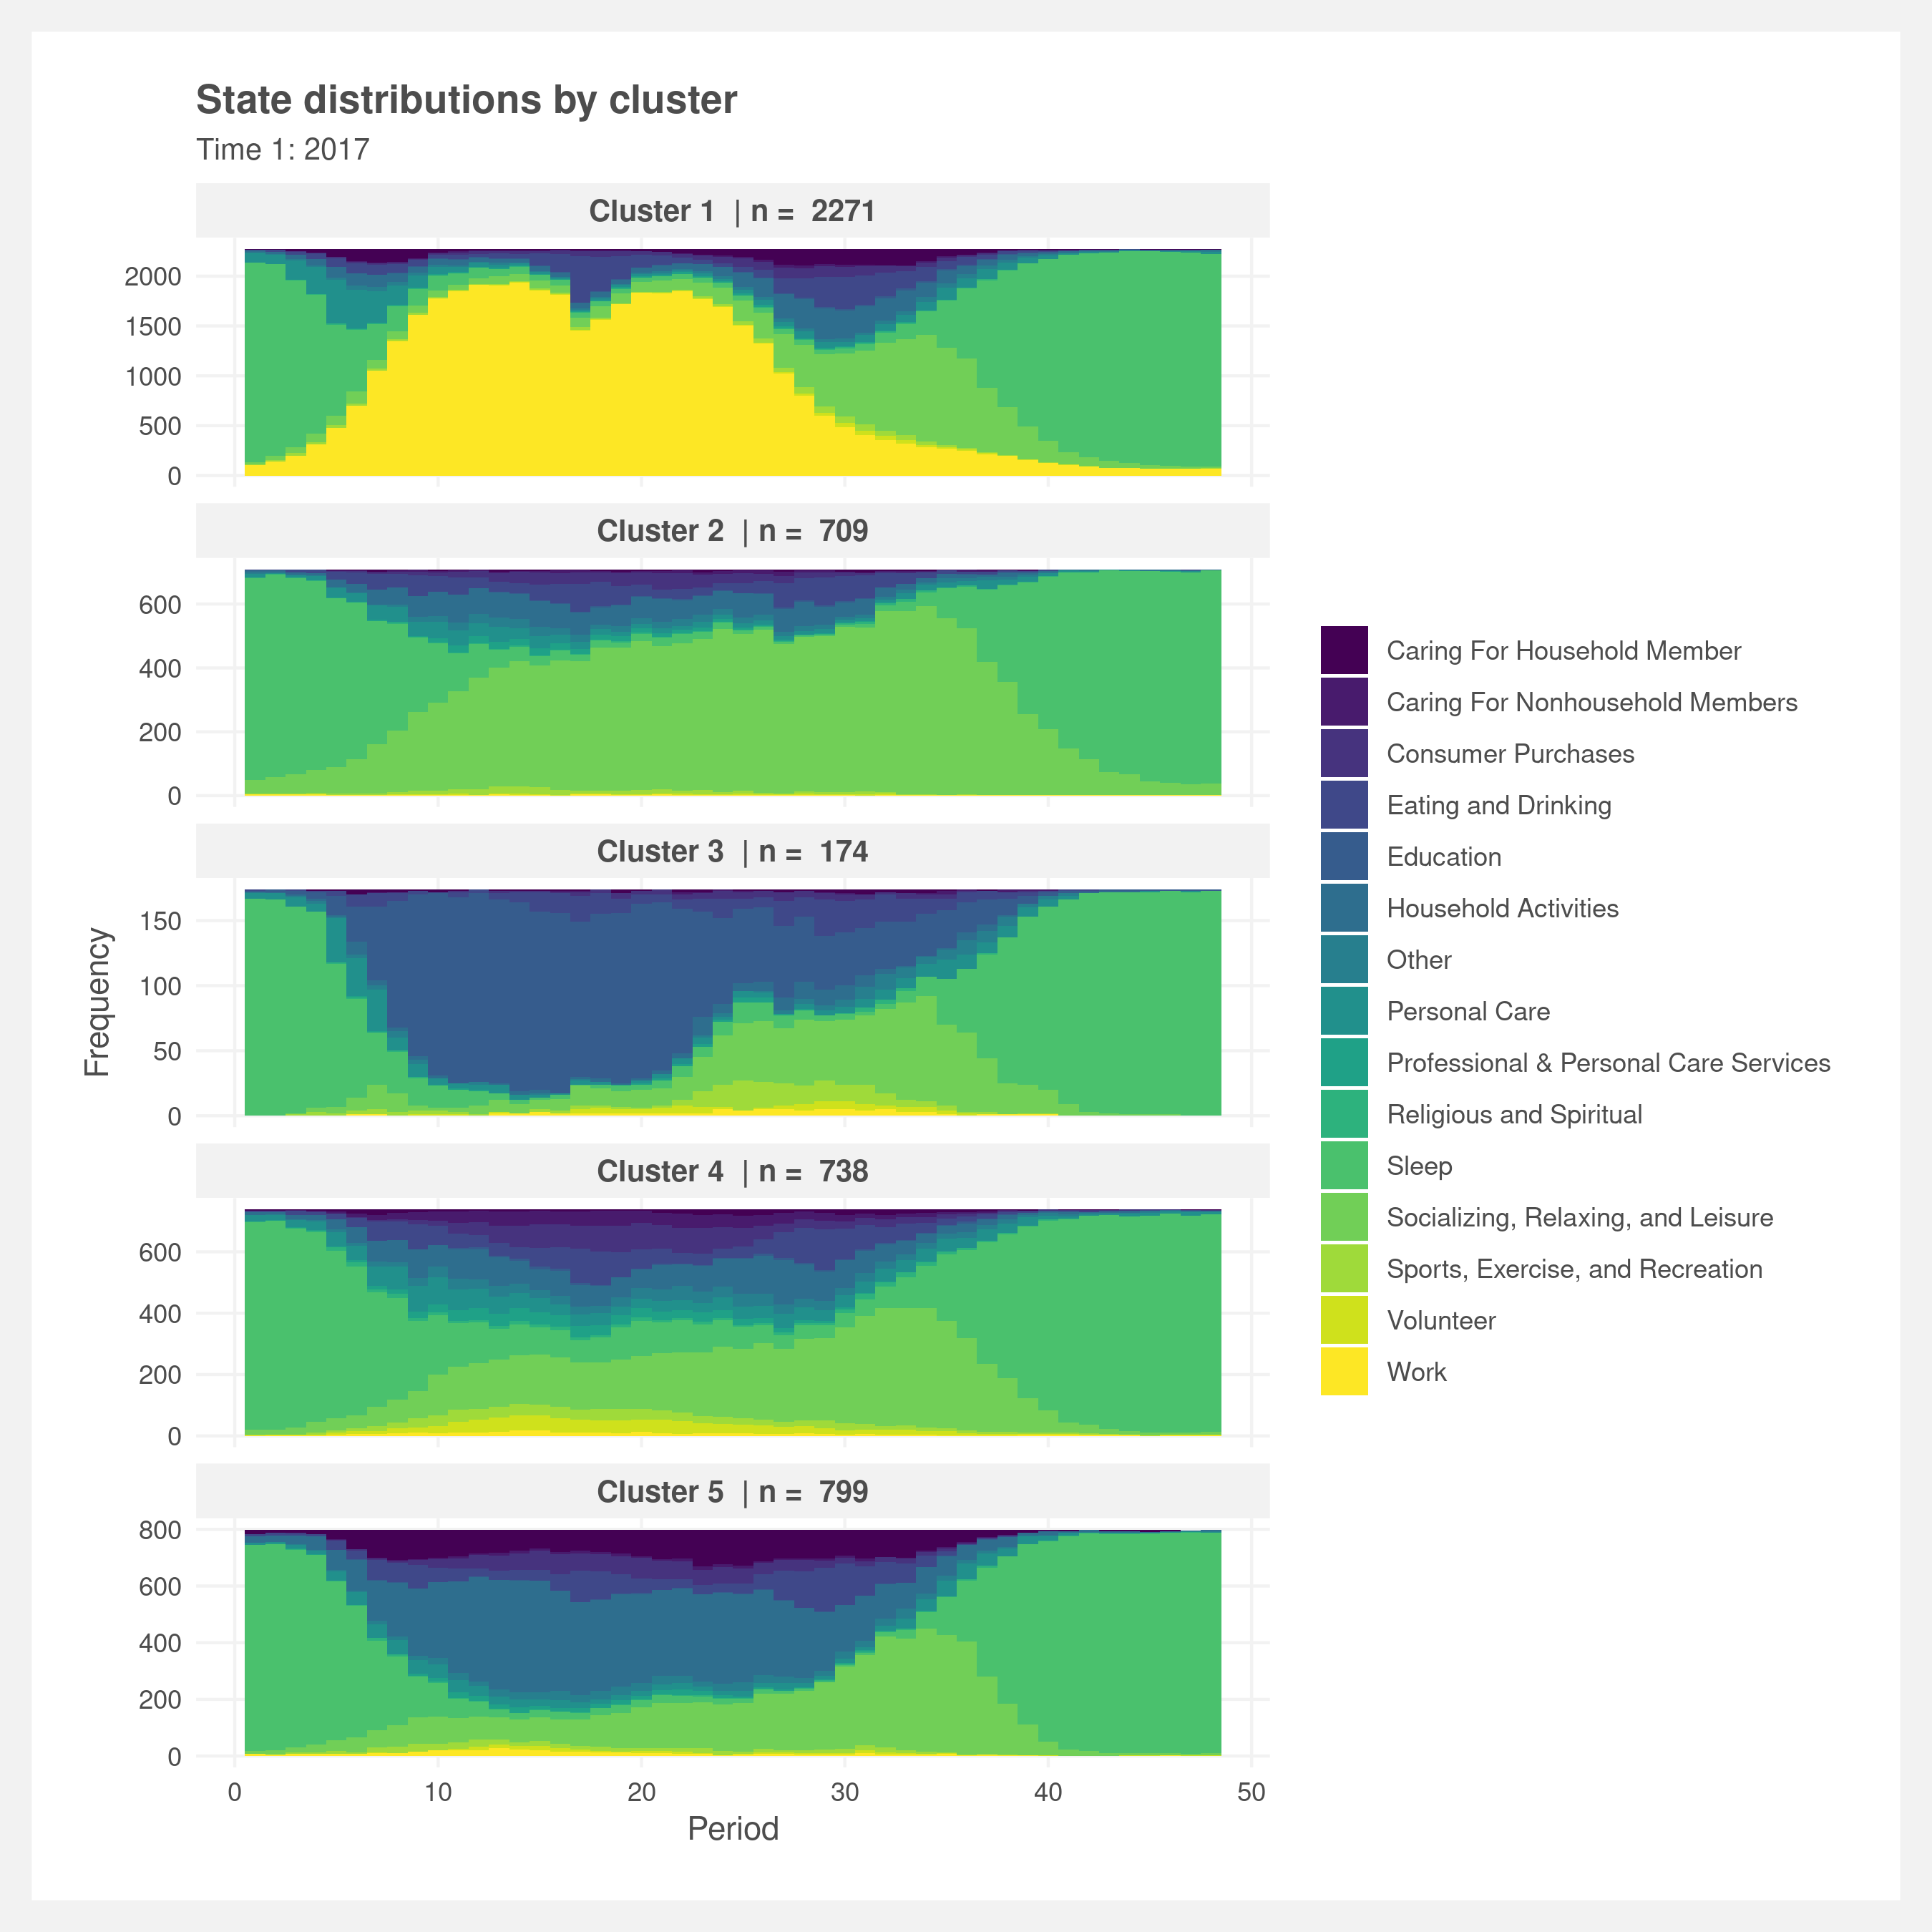 State distributions by cluster
Time 1: 2017
Cluster 1 | n = 2271
2000
1500
1000
500
0
Cluster 2 | n = 709
600
400
200
0
Cluster 3 | n = 174
150
100
50
0
Cluster 4 | n = 738
600
400
200
0
Cluster 5 | n = 799
800
600
400
200
0
0 10 20 30 40 50
Period
Frequency
Caring For Household Member
Caring For Nonhousehold Members
Consumer Purchases
Eating and Drinking
Education
Household Activities
Other
Personal Care
Professional & Personal Care Services
Religious and Spiritual
Sleep
Socializing, Relaxing, and Leisure
Sports, Exercise, and Recreation
Volunteer
Work